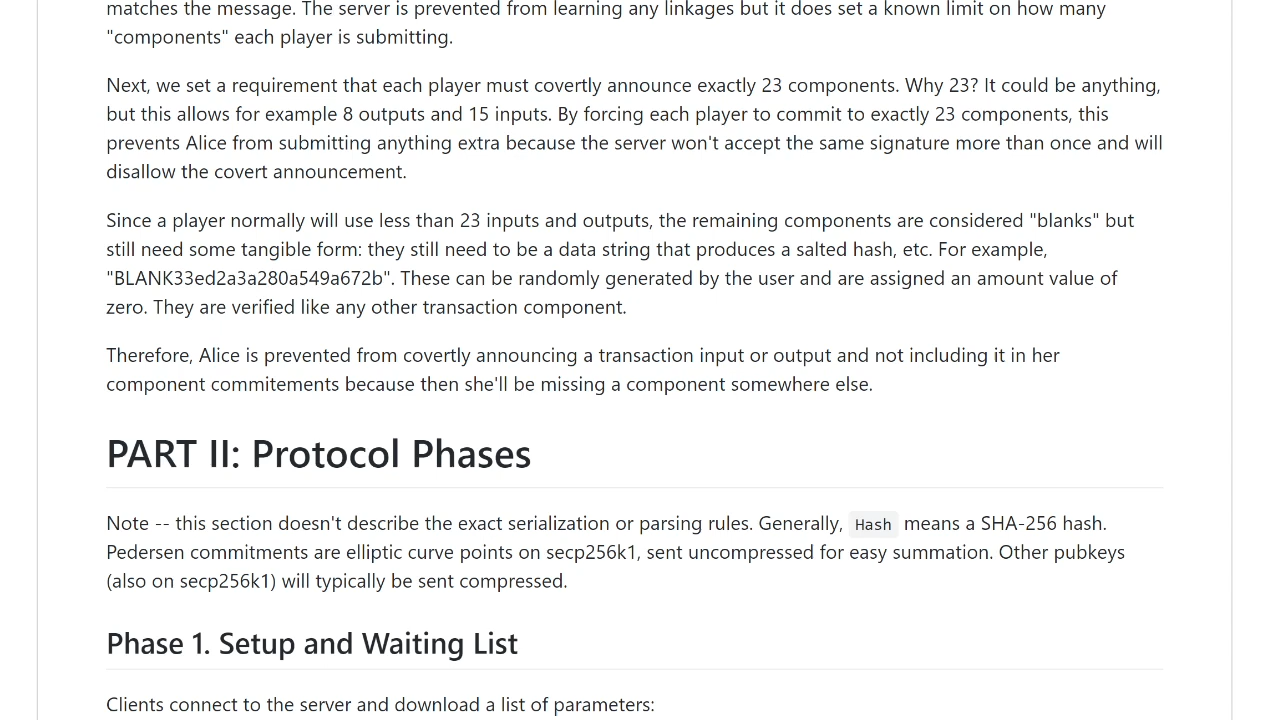 matches the message. The server is prevented from learning any linkages but it does set a known limit on how many
"components" each player is submitting.
Next, we set a requirement that each player must covertly announce exactly 23 components. Why 23? It could be anything,
but this allows for example 8 outputs and 15 inputs. By forcing each player to commit to exactly 23 components, this
prevents Alice from submitting anything extra because the server won't accept the same signature more than once and will
disallow the covert announcement.
Since a player normally will use less than 23 inputs and outputs, the remaining components are considered "blanks" but
still need some tangible form: they still need to be a data string that produces a salted hash, etc. For example,
"BLANK33ed2a3a280a549a672b". These can be randomly generated by the user and are assigned an amount value of
zero. They are verified like any other transaction component.
Therefore, Alice is prevented from covertly announcing a transaction input or output and not including it in her
component commitements because then she'll be missing a component somewhere else.
PART II: Protocol Phases
Note -- this section doesn't describe the exact serialization or parsing rules. Generally, Hash means a SHA-256 hash.
Pedersen commitments are elliptic curve points on secp256k1, sent uncompressed for easy summation. Other pubkeys
(also on secp256k1) will typically be sent compressed.
Phase 1. Setup and Waiting List
Clients connect to the server and download a list of parameters: